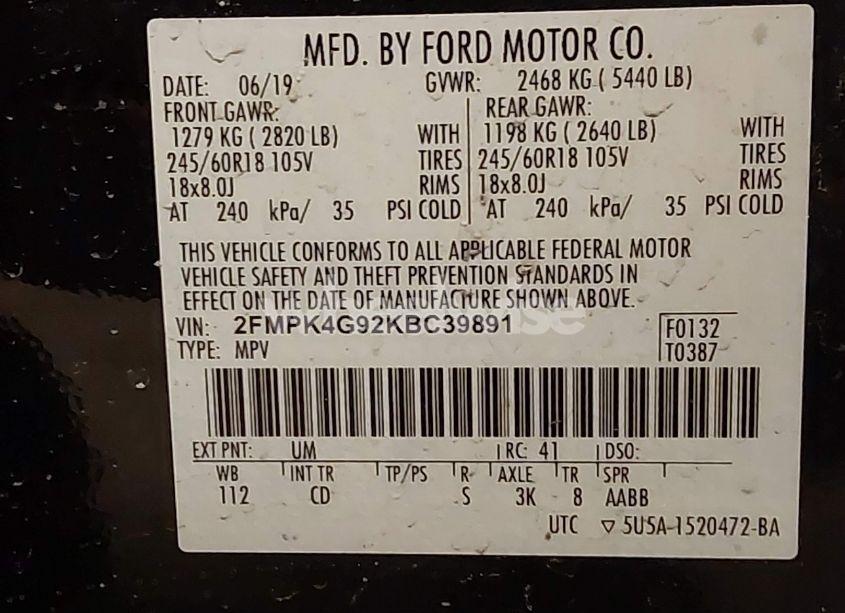 MFD. BY FORD MOTOR CO.
DATE: 06/19 GVWR: 2468 KG ( 5440 LB)
FRONT GAWR: REAR GAWR:
1279 KG ( 2820 LB) WITH 1198 KG ( 2640 LB) WITH
245/60R18 105V TIRES 245/60R18 105V TIRES
18x8.0J RIMS 18x8.0J RIMS
AT 240 kPa/ 35 PSI COLD AT 240 kPa/ 35 PSI COLD
THIS VEHICLE CONFORMS TO ALL APPLICABLE FEDERAL MOTOR
VEHICLE SAFETY AND THEFT PREVENTION STANDARDS IN
EFFECT ON THE DATE OF MANUFACTURE SHOWN ABOVE.
VIN: 2FMPK4G92KBC39891 F0132
TYPE: MPV T0387
EXT PNT: UM RC: 41 DSO:
WB INT TR TP/PS R AXLE TR SPR
112 CD S 3K 8 AABB
UTC ▽ 5U5A-1520472-BA